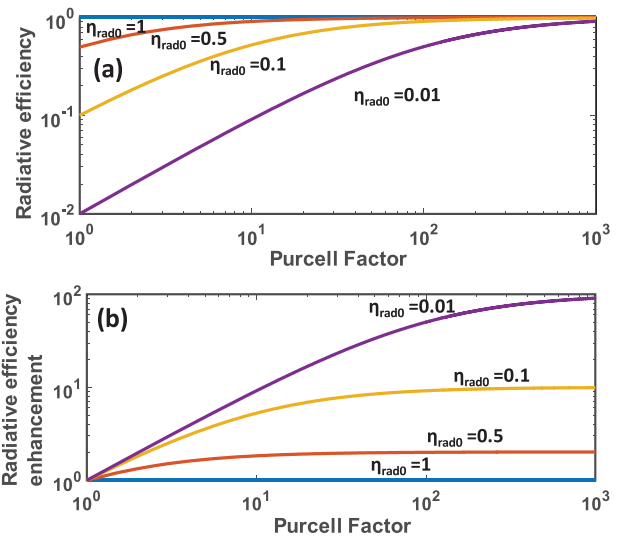 10⁰
η_rad0 =1
η_rad0 =0.5
(a)
η_rad0 =0.1
10⁻¹
η_rad0 =0.01
10⁻²
Radiative efficiency
10⁰ 10¹ 10² 10³
Purcell Factor
10²
(b)
η_rad0 =0.01
10¹
η_rad0 =0.1
η_rad0 =0.5
η_rad0 =1
10⁰
Radiative efficiency
enhancement
10⁰ 10¹ 10² 10³
Purcell Factor